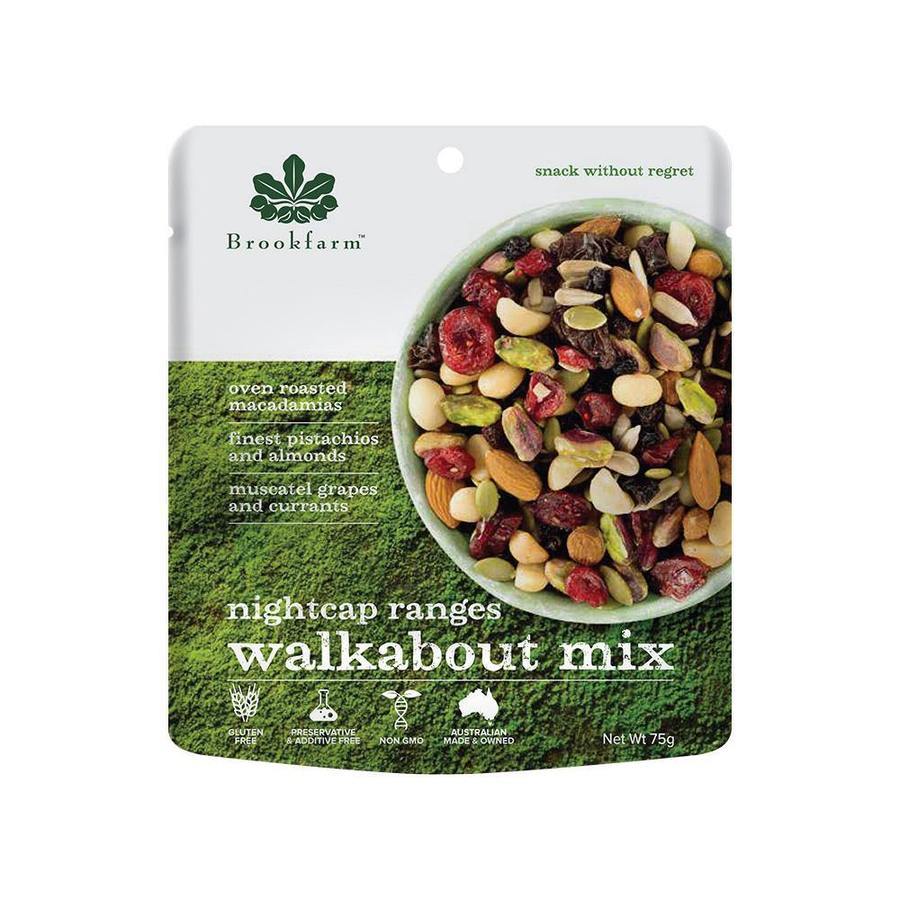 snack without regret
Brookfarm™
oven roasted
macadamias
finest pistachios
and almonds
muscatel grapes
and currants
nightcap ranges
walkabout mix
GLUTEN
FREE
PRESERVATIVE
& ADDITIVE FREE
NON GMO
AUSTRALIAN
MADE & OWNED
Net Wt 75g